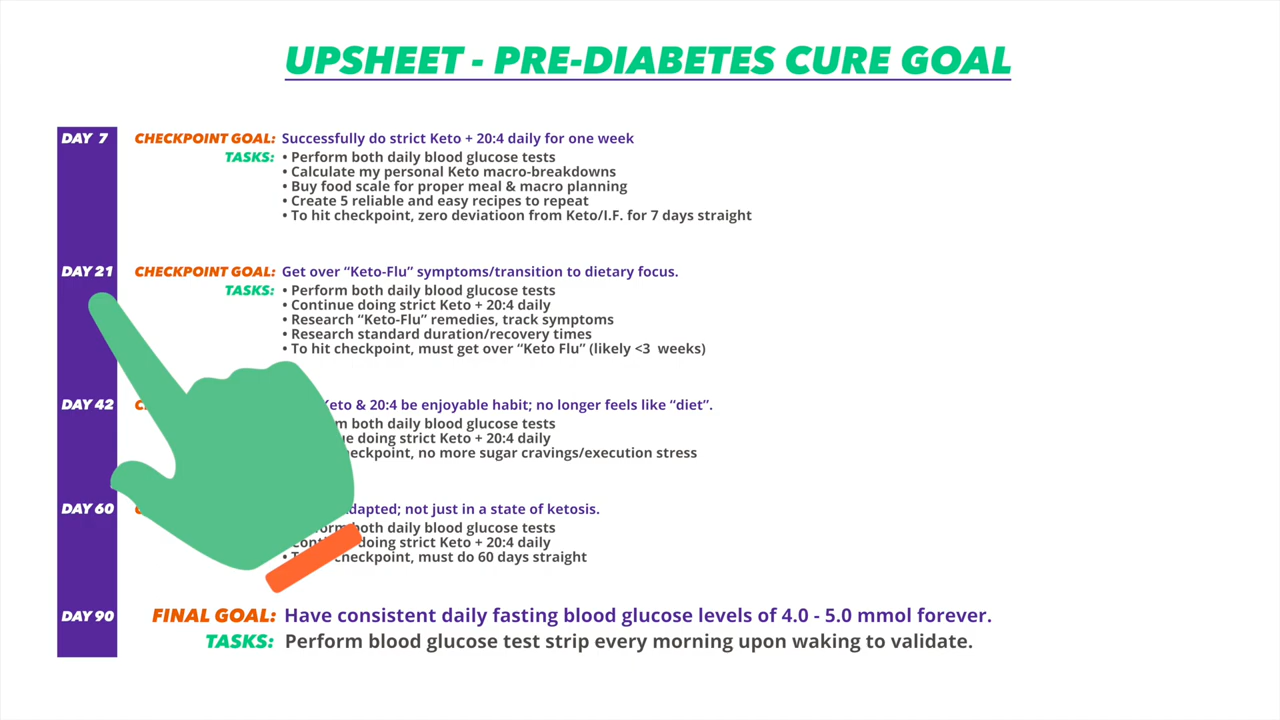 UPSHEET - PRE-DIABETES CURE GOAL
DAY 7 CHECKPOINT GOAL: Successfully do strict Keto + 20:4 daily for one week
TASKS: • Perform both daily blood glucose tests
• Calculate my personal Keto macro-breakdowns
• Buy food scale for proper meal & macro planning
• Create 5 reliable and easy recipes to repeat
• To hit checkpoint, zero deviatioon from Keto/I.F. for 7 days straight
DAY 21 CHECKPOINT GOAL: Get over “Keto-Flu” symptoms/transition to dietary focus.
TASKS: • Perform both daily blood glucose tests
• Continue doing strict Keto + 20:4 daily
• Research “Keto-Flu” remedies, track symptoms
• Research standard duration/recovery times
• To hit checkpoint, must get over “Keto Flu” (likely <3 weeks)
DAY 42 Keto & 20:4 be enjoyable habit; no longer feels like “diet”.
both daily blood glucose tests
doing strict Keto + 20:4 daily
no more sugar cravings/execution stress
DAY 60 not just in a state of ketosis.
both daily blood glucose tests
doing strict Keto + 20:4 daily
checkpoint, must do 60 days straight
DAY 90 FINAL GOAL: Have consistent daily fasting blood glucose levels of 4.0 - 5.0 mmol forever.
TASKS: Perform blood glucose test strip every morning upon waking to validate.